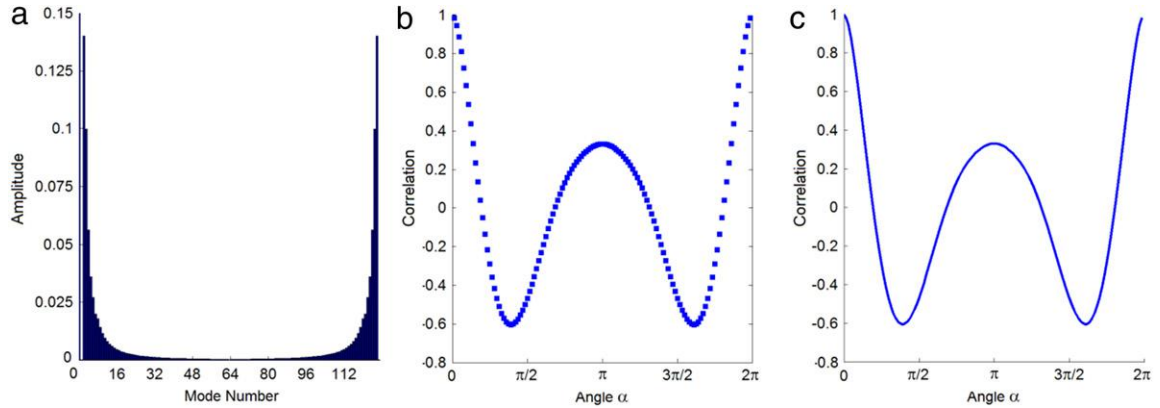 a
0.15
0.125
0.1
0.075
0.05
0.025
0
Amplitude
0 16 32 48 64 80 96 112
Mode Number
b
1
0.8
0.6
0.4
0.2
0
-0.2
-0.4
-0.6
-0.8
Correlation
0 π/2 π 3π/2 2π
Angle α
c
1
0.8
0.6
0.4
0.2
0
-0.2
-0.4
-0.6
-0.8
Correlation
0 π/2 π 3π/2 2π
Angle α